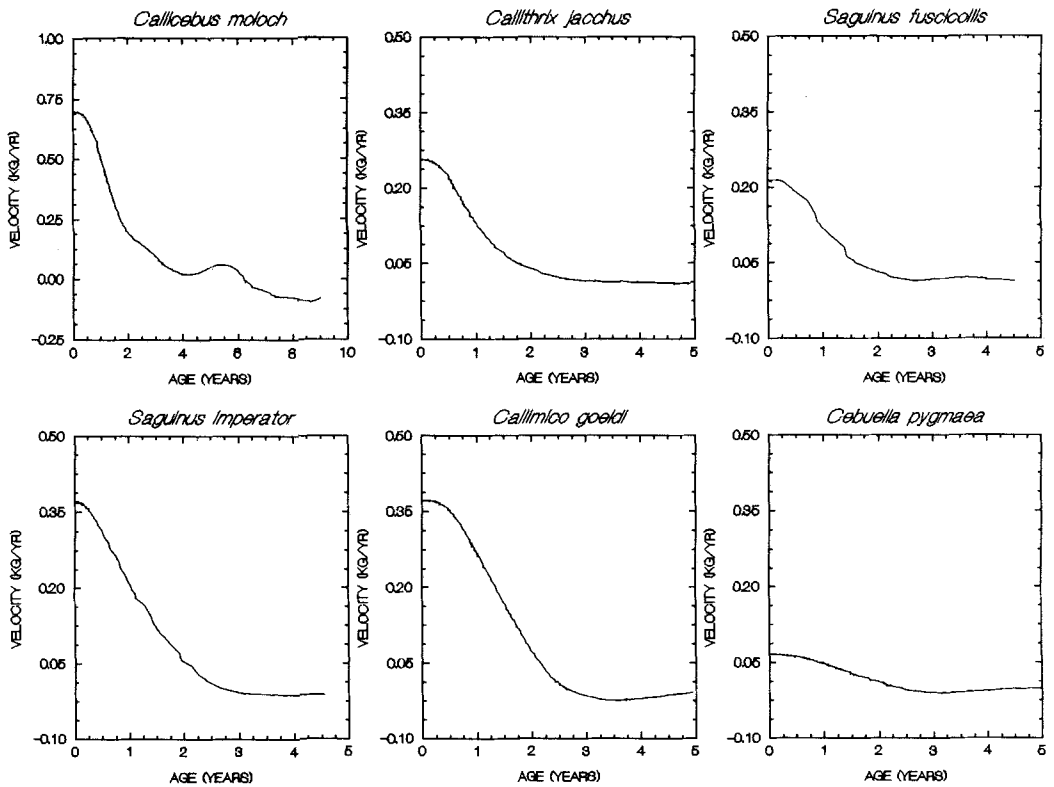 Callicebus moloch
1.00
0.75
0.50
0.25
0.00
-0.25
VELOCITY (KG/YR)
0 2 4 6 8 10
AGE (YEARS)
Callithrix jacchus
0.50
0.35
0.20
0.05
-0.10
VELOCITY (KG/YR)
0 1 2 3 4 5
AGE (YEARS)
Saguinus fuscicollis
0.50
0.35
0.20
0.05
-0.10
VELOCITY (KG/YR)
0 1 2 3 4 5
AGE (YEARS)
Saguinus imperator
0.50
0.35
0.20
0.05
-0.10
VELOCITY (KG/YR)
0 1 2 3 4 5
AGE (YEARS)
Callimico goeldi
0.50
0.35
0.20
0.05
-0.10
VELOCITY (KG/YR)
0 1 2 3 4 5
AGE (YEARS)
Cebuella pygmaea
0.50
0.35
0.20
0.05
-0.10
VELOCITY (KG/YR)
0 1 2 3 4 5
AGE (YEARS)